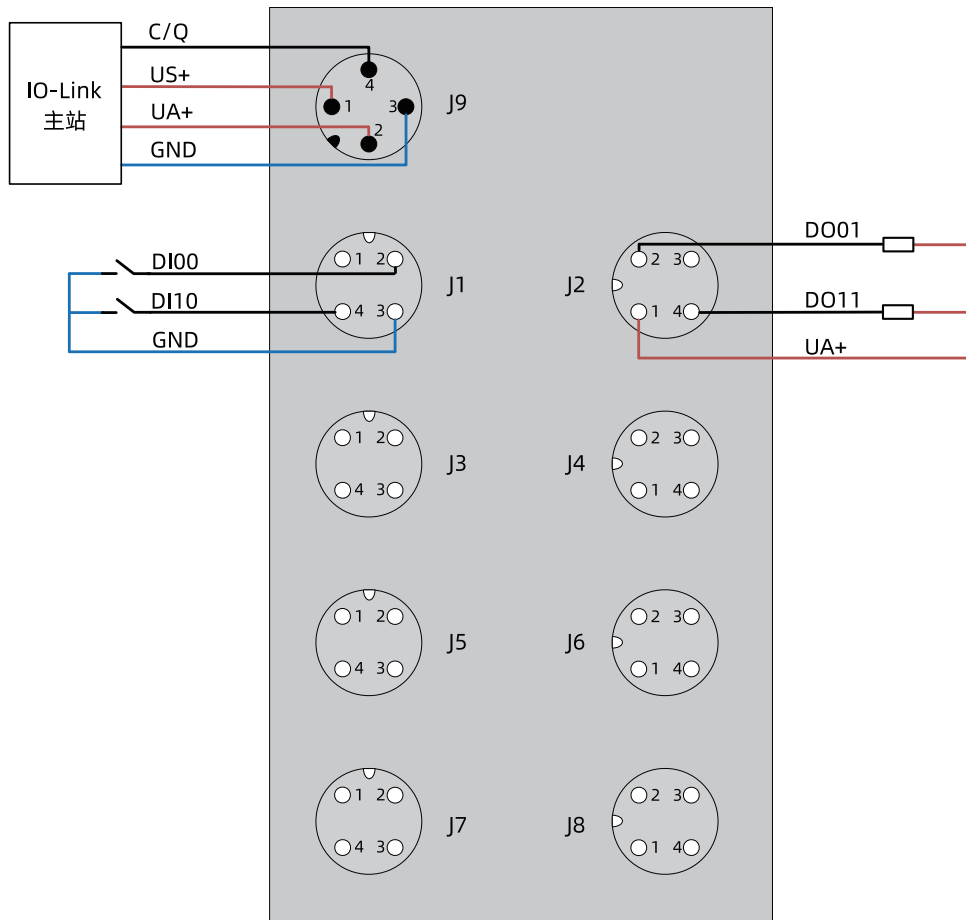 C/Q
US+
UA+
GND
IO-Link
主站
4
1
3
2
J9
DI00
DI10
GND
1 2
4 3
J1
J2
2 3
1 4
DO01
DO11
UA+
1 2
4 3
J3
J4
2 3
1 4
1 2
4 3
J5
J6
2 3
1 4
1 2
4 3
J7
J8
2 3
1 4